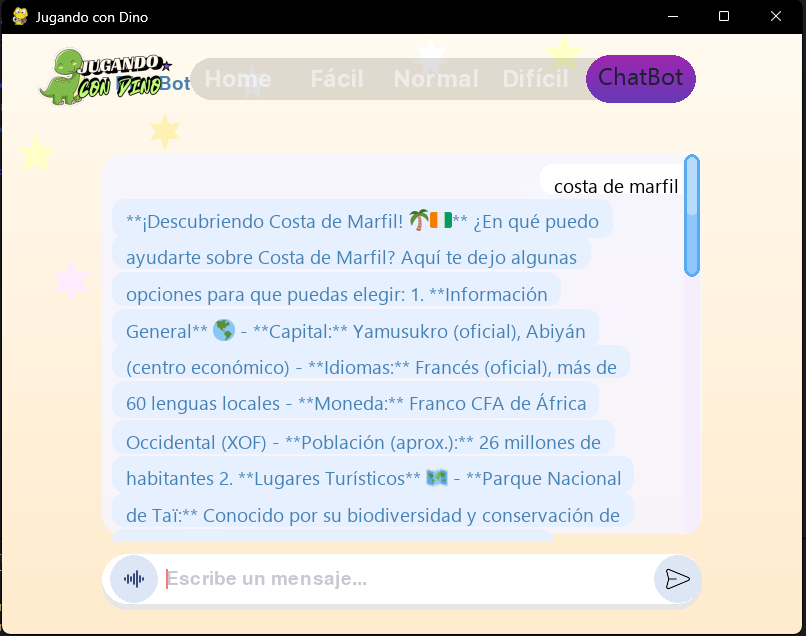 Jugando con Dino
JUGANDO
CON DINO
Bot
Home Fácil Normal Difícil ChatBot
costa de marfil
**¡Descubriendo Costa de Marfil! 🌴🇨🇮** ¿En qué puedo
ayudarte sobre Costa de Marfil? Aquí te dejo algunas
opciones para que puedas elegir: 1. **Información
General** 🌎 - **Capital:** Yamusukro (oficial), Abiyán
(centro económico) - **Idiomas:** Francés (oficial), más de
60 lenguas locales - **Moneda:** Franco CFA de África
Occidental (XOF) - **Población (aprox.):** 26 millones de
habitantes 2. **Lugares Turísticos** 🗺️ - **Parque Nacional
de Taï:** Conocido por su biodiversidad y conservación de
Escribe un mensaje...